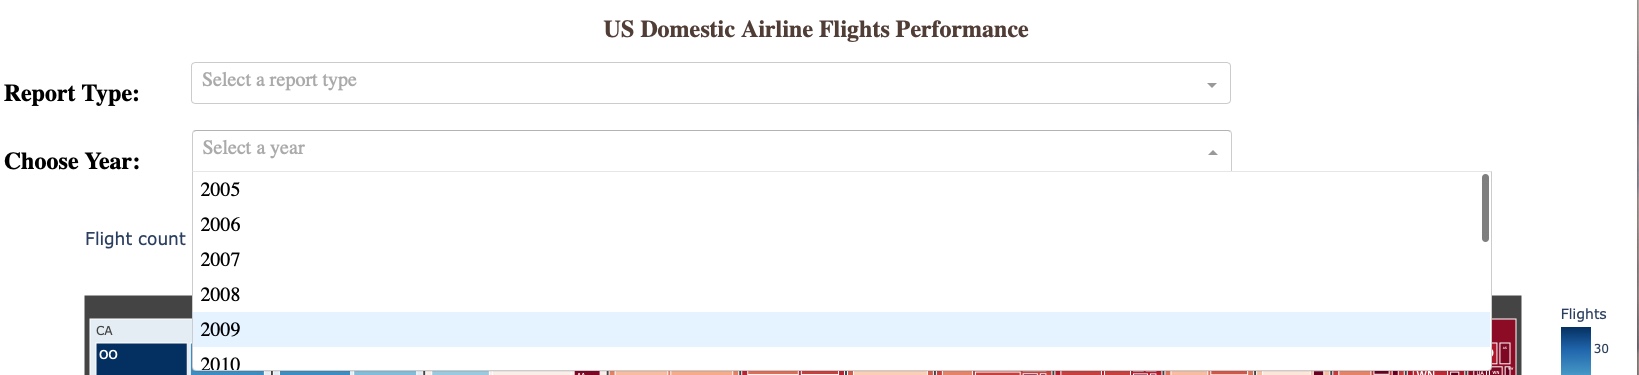 US Domestic Airline Flights Performance
Report Type:
Select a report type
Choose Year:
Select a year
2005
2006
2007
2008
2009
2010
Flight count
CA
OO
Flights
30